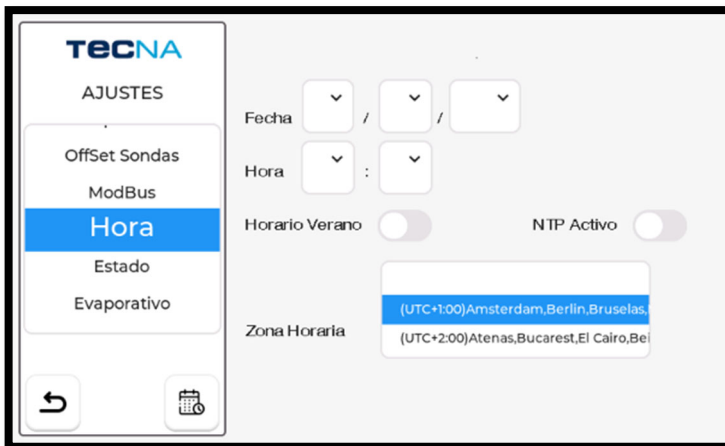 TECNA
AJUSTES
OffSet Sondas
ModBus
Hora
Estado
Evaporativo
Fecha / /
Hora :
Horario Verano NTP Activo
Zona Horaria
(UTC+1:00)Amsterdam,Berlin,Bruselas,
(UTC+2:00)Atenas,Bucarest,El Cairo,Bei